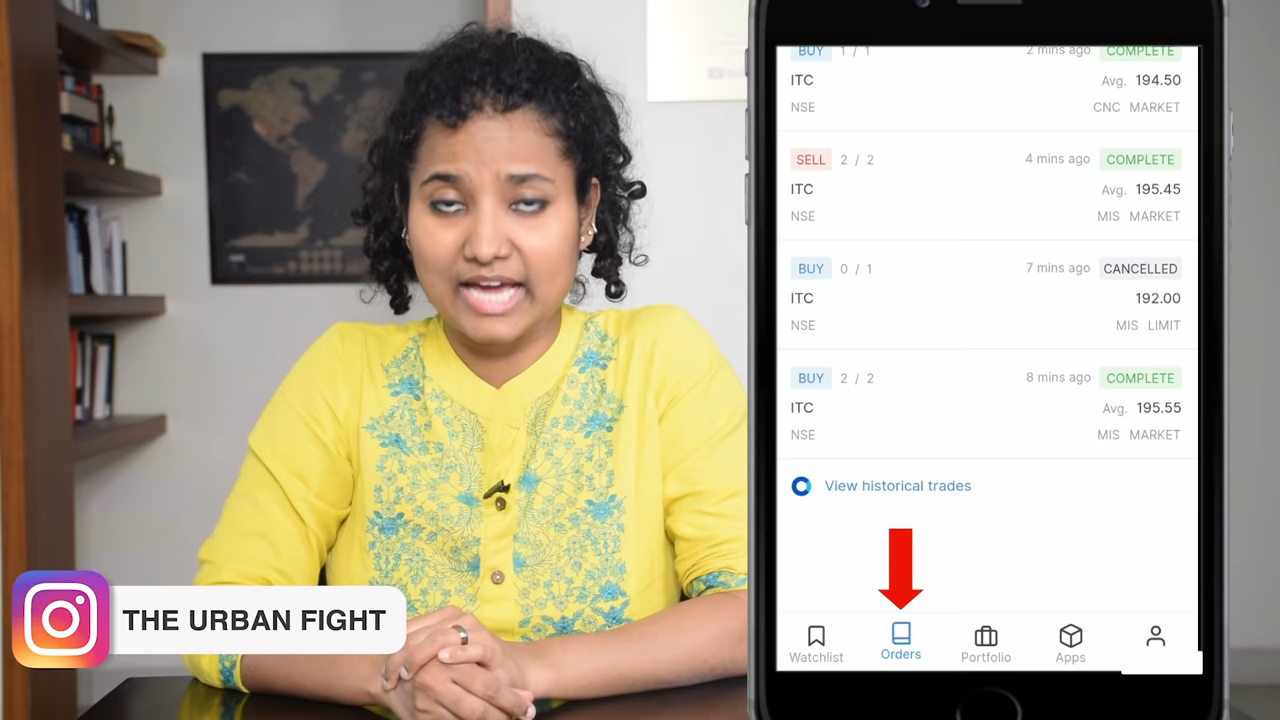 BUY 1 / 1 2 mins ago COMPLETE
ITC Avg. 194.50
NSE CNC MARKET
SELL 2 / 2 4 mins ago COMPLETE
ITC Avg. 195.45
NSE MIS MARKET
BUY 0 / 1 7 mins ago CANCELLED
ITC 192.00
NSE MIS LIMIT
BUY 2 / 2 8 mins ago COMPLETE
ITC Avg. 195.55
NSE MIS MARKET
View historical trades
THE URBAN FIGHT
Watchlist Orders Portfolio Apps